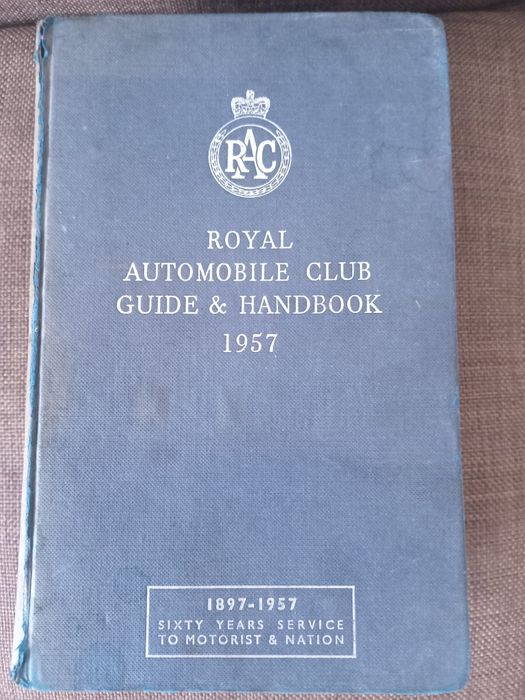 RAC
ROYAL
AUTOMOBILE CLUB
GUIDE & HANDBOOK
1957
1897-1957
SIXTY YEARS SERVICE
TO MOTORIST & NATION